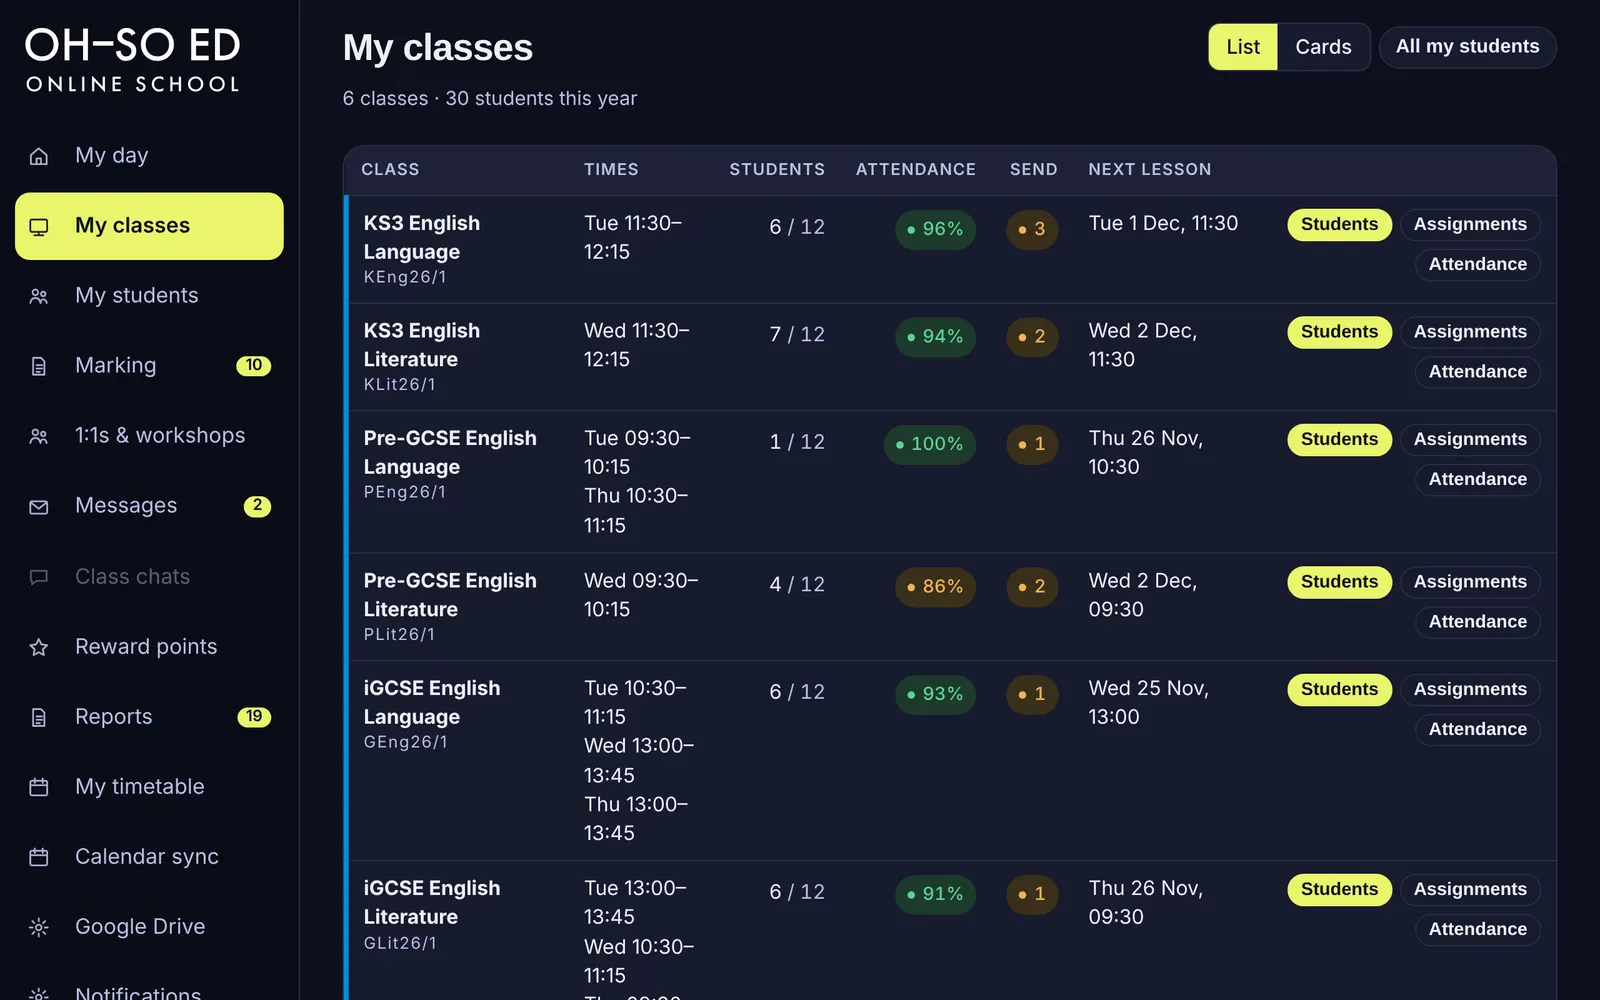 OH-SO ED
ONLINE SCHOOL
My day
My classes
My students
Marking 10
1:1s & workshops
Messages 2
Class chats
Reward points
Reports 19
My timetable
Calendar sync
Google Drive
Notifications
My classes
List Cards All my students
6 classes · 30 students this year
CLASS TIMES STUDENTS ATTENDANCE SEND NEXT LESSON
KS3 English Tue 11:30– 6 / 12 96% 3 Tue 1 Dec, 11:30 Students Assignments
Language 12:15 Attendance
KEng26/1
KS3 English Wed 11:30– 7 / 12 94% 2 Wed 2 Dec, Students Assignments
Literature 12:15 11:30 Attendance
KLit26/1
Pre-GCSE English Tue 09:30– 1 / 12 100% 1 Thu 26 Nov, Students Assignments
Language 10:15 10:30 Attendance
PEng26/1 Thu 10:30–
11:15
Pre-GCSE English Wed 09:30– 4 / 12 86% 2 Wed 2 Dec, Students Assignments
Literature 10:15 09:30 Attendance
PLit26/1
iGCSE English Tue 10:30– 6 / 12 93% 1 Wed 25 Nov, Students Assignments
Language 11:15 13:00 Attendance
GEng26/1 Wed 13:00–
13:45
Thu 13:00–
13:45
iGCSE English Tue 13:00– 6 / 12 91% 1 Thu 26 Nov, Students Assignments
Literature 13:45 09:30 Attendance
GLit26/1 Wed 10:30–
11:15